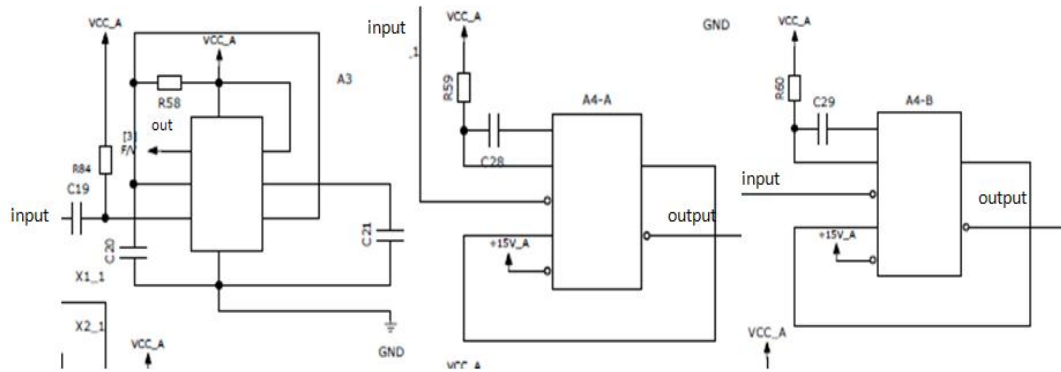 VCC_A
VCC_A
A3
R58
out
[3]
F/V
R84
C19
input
C20
C21
X1_1
X2_1
VCC_A
GND
input
_1
VCC_A
R59
C28
A4-A
output
+15V_A
VCC_A
GND
VCC_A
R60
C29
A4-B
input
output
+15V_A
VCC_A